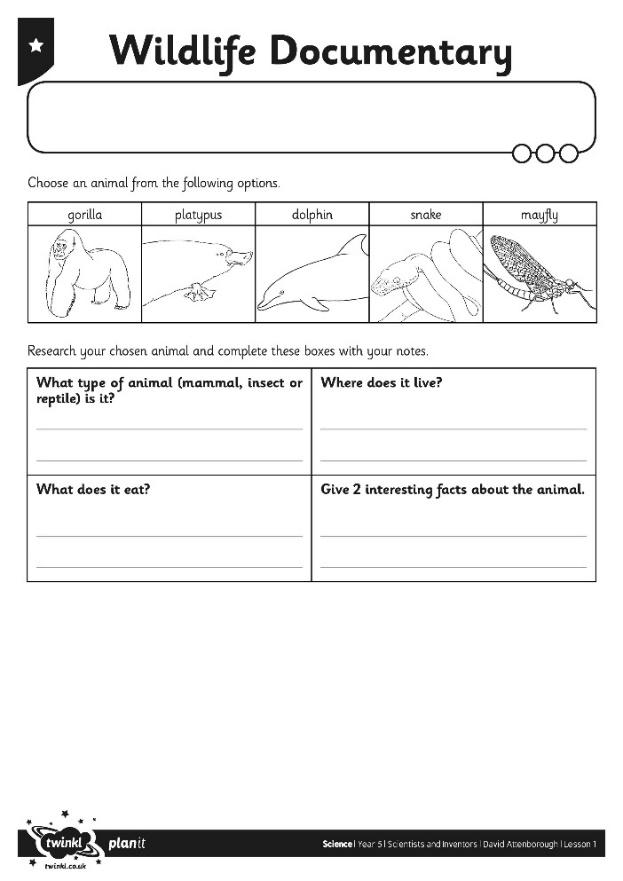 Wildlife Documentary
Choose an animal from the following options.
gorilla platypus dolphin snake mayfly
Research your chosen animal and complete these boxes with your notes.
What type of animal (mammal, insect or
reptile) is it?
Where does it live?
What does it eat?
Give 2 interesting facts about the animal.
twinkl planit
twinkl.co.uk
Science | Year 5 | Scientists and Inventors | David Attenborough | Lesson 1